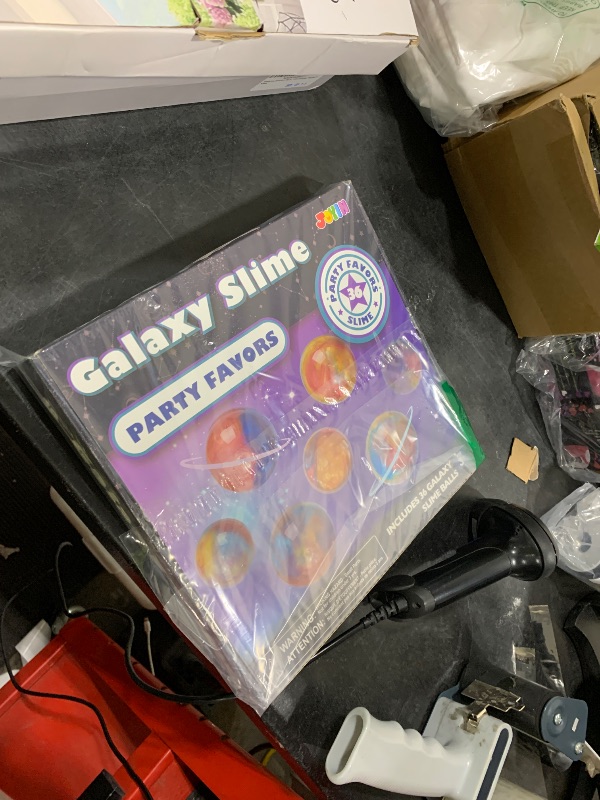 JOYIN
Galaxy Slime
PARTY FAVORS
PARTY FAVORS
36
SLIME
INCLUDES 36 GALAXY
SLIME BALLS
WARNING:
ATTENTION: